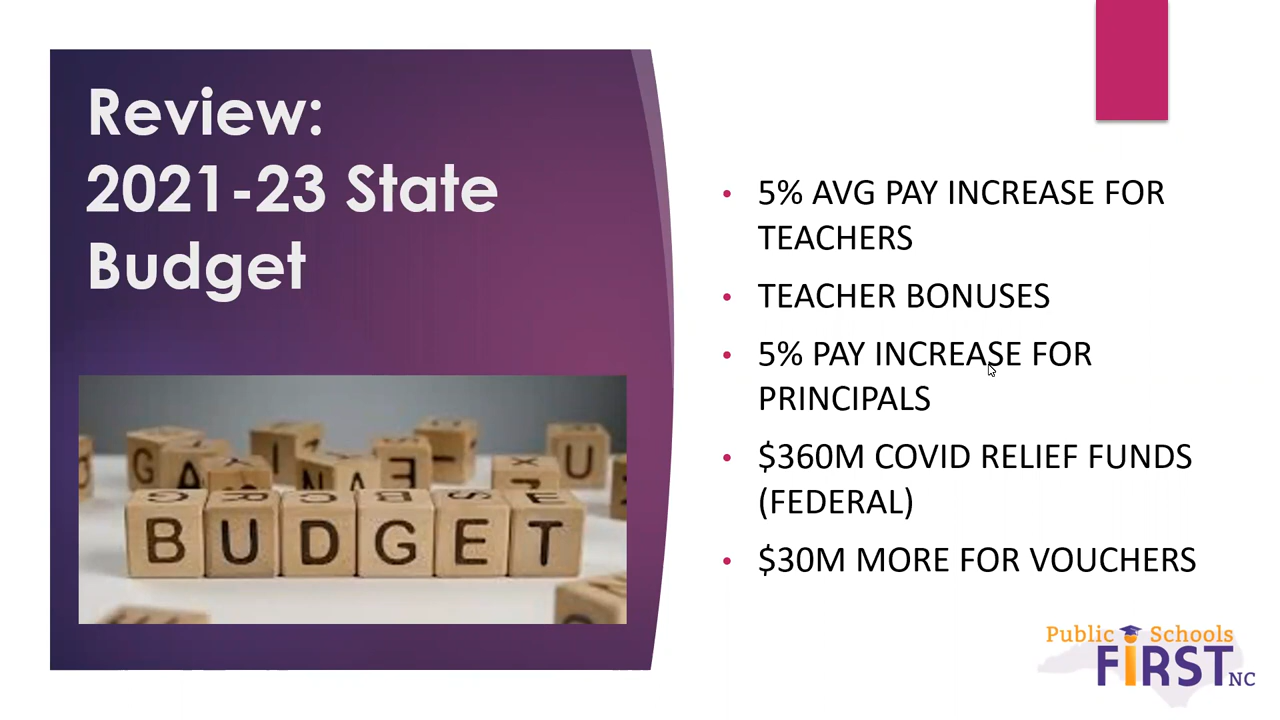 Review:
2021-23 State
Budget
BUDGET
• 5% AVG PAY INCREASE FOR
TEACHERS
• TEACHER BONUSES
• 5% PAY INCREASE FOR
PRINCIPALS
• $360M COVID RELIEF FUNDS
(FEDERAL)
• $30M MORE FOR VOUCHERS
Public Schools
FiRST NC